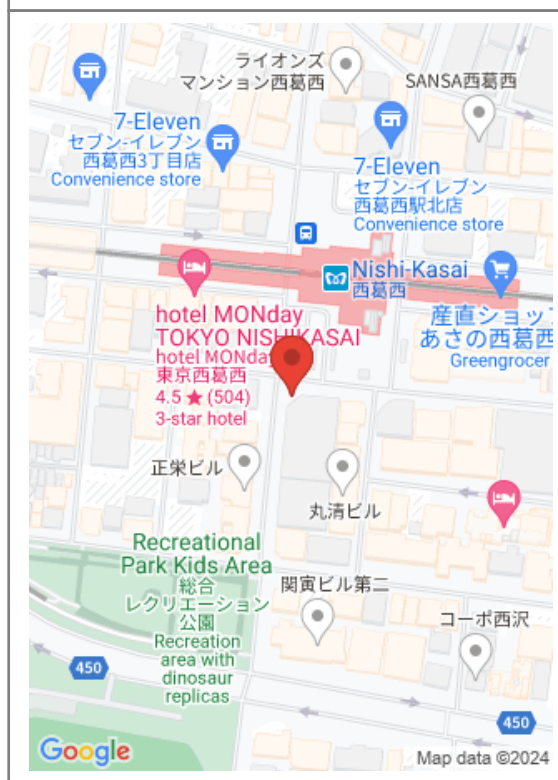 ライオンズ
マンション西葛西
SANSA西葛西
7-Eleven
セブン-イレブン
西葛西3丁目店
Convenience store
7-Eleven
セブン-イレブン
西葛西駅北店
Convenience store
Nishi-Kasai
西葛西
産直ショップ
あさの西葛西
Greengrocer
hotel MONday
TOKYO NISHIKASAI
hotel MONday
東京西葛西
4.5 ★ (504)
3-star hotel
正栄ビル
丸清ビル
Recreational
Park Kids Area
総合
レクリエーション
公園
Recreation
area with
dinosaur
replicas
関寅ビル第二
コーポ西沢
450
450
Google
Map data ©2024